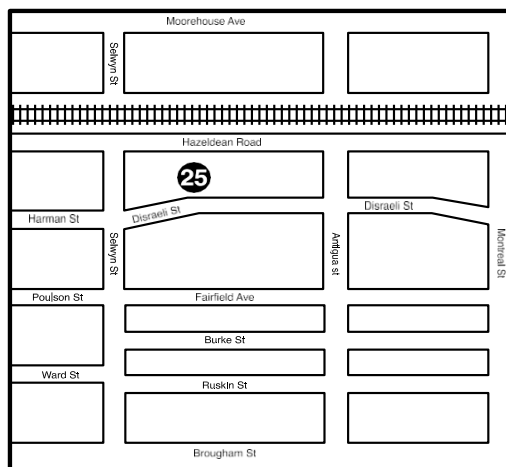 Moorehouse Ave
Selwyn St
Hazeldean Road
25
Disraeli St
Disraeli St
Harman St
Selwyn St
Antigua st
Montreal St
Poulson St
Fairfield Ave
Burke St
Ward St
Ruskin St
Brougham St